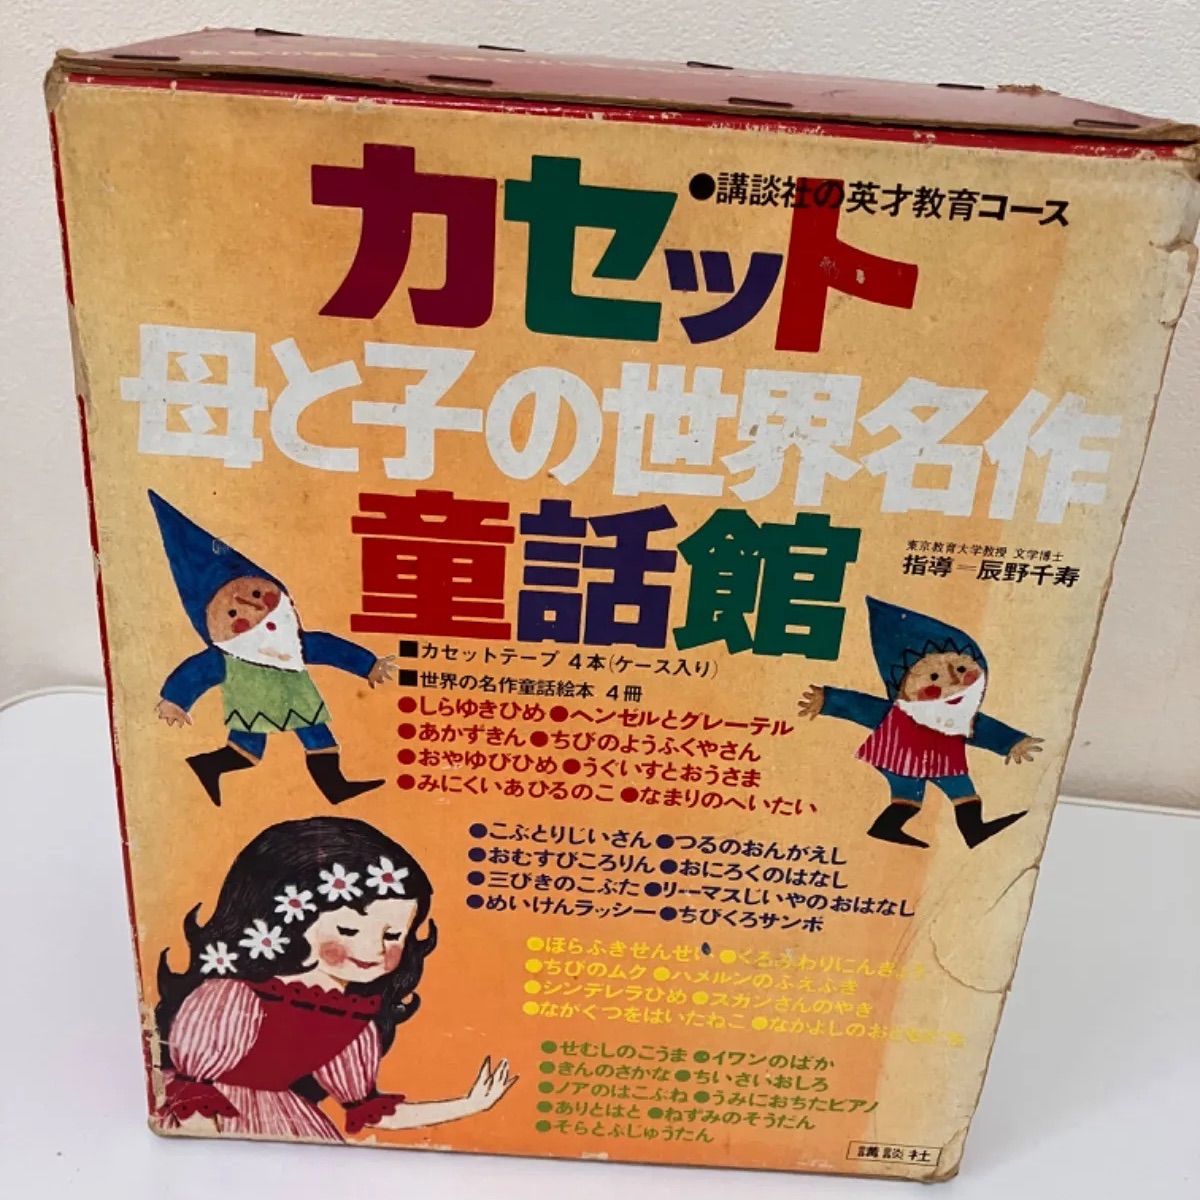 ●講談社の英才教育コース
カセット
母と子の世界名作
童話館
東京教育大学教授 文学博士
指導＝辰野千寿
■カセットテープ 4本(ケース入り)
■世界の名作童話絵本 4冊
●しらゆきひめ●ヘンゼルとグレーテル
●あかずきん●ちびのようふくやさん
●おやゆびひめ●うぐいすとおうさま
●みにくいあひるのこ●なまりのへいたい
●こぶとりじいさん●つるのおんがえし
●おむすびころりん●おにろくのはなし
●三びきのこぶた●リーマスじいやのおはなし
●めいけんラッシー●ちびくろサンボ
●ほらふきせんせい●くるみわりにんぎょう
●ちびのムク●ハメルンのふえふき
●シンデレラひめ●スガンさんのやぎ
●ながくつをはいたねこ●なかよしの
●せむしのこうま●イワンのばか
●きんのさかな●ちいさいおしろ
●ノアのはこぶね●うみにおちたピアノ
●ありとはと●ねずみのそうだん
●そらとぶじゅうたん
講談社